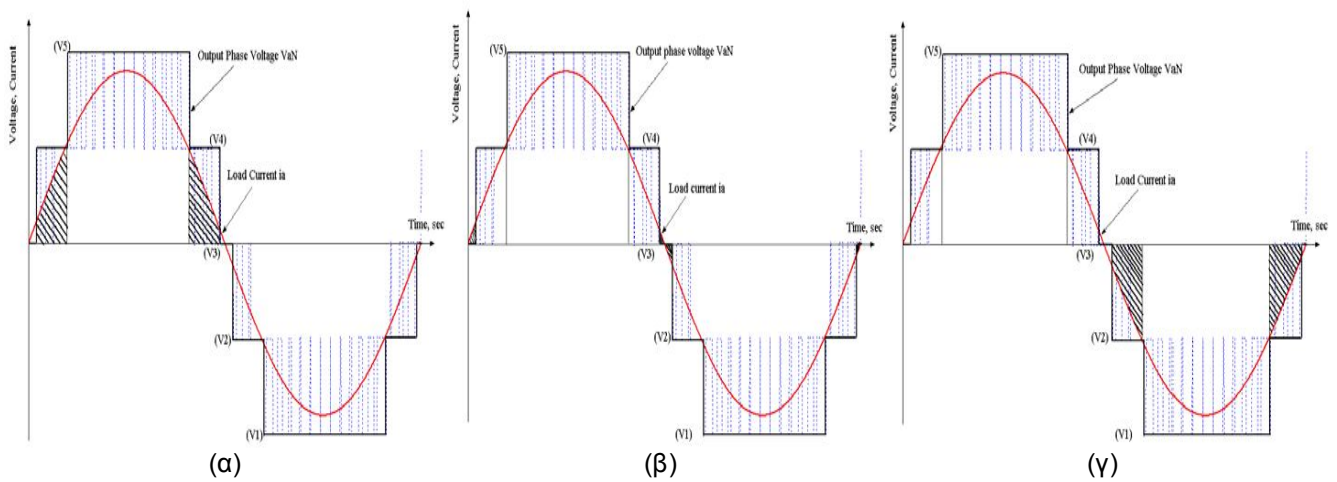 Voltage, Current
(V5)
Output Phase Voltage VaN
(V4)
Load Current ia
Time, sec
(V3)
(V2)
(V1)
(α)
Voltage, Current
(V5)
Output phase voltage VaN
(V4)
Load current ia
Time, sec
(V3)
(V2)
(V1)
(β)
Voltage, Current
(V5)
Output Phase Voltage VaN
(V4)
Load Current ia
Time, sec
(V3)
(V2)
(V1)
(γ)